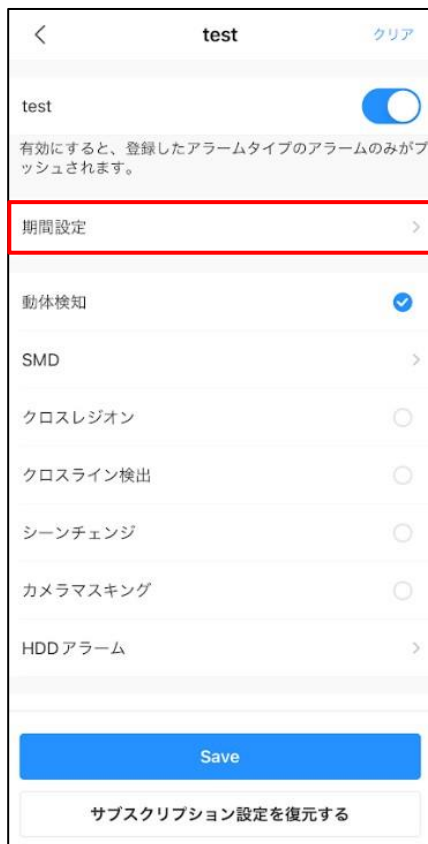 test
クリア
test
有効にすると、登録したアラームタイプのアラームのみがプ
ッシュされます。
期間設定
動体検知
SMD
クロスレジオン
クロスライン検出
シーンチェンジ
カメラマスキング
HDDアラーム
Save
サブスクリプション設定を復元する